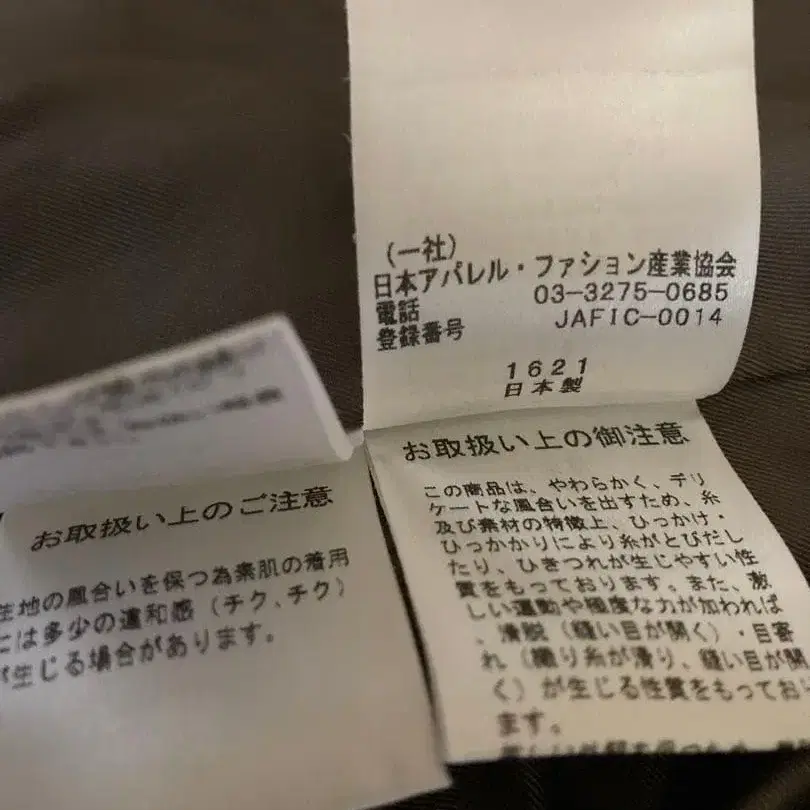 (一社)
日本アパレル・ファション産業協会
電話 03-3275-0685
登録番号 JAFIC-0014
1621
日本製
お取扱い上の御注意
この商品は、やわらかく、デリ
ケートな風合いを出すため、糸
及び素材の特徴上、ひっかけ・
ひっかかりにより糸がとびだし
たり、ひきつれが生じやすい性
質をもっております。また、激
しい運動や極度な力が加われば
、滑脱(縫い目が開く)・目寄
れ(織り糸が滑り、縫い目が開
く)が生じる性質をもっており
ます。
お取扱い上のご注意
生地の風合いを保つ為素肌の着用
には多少の違和感(チク、チク)
が生じる場合があります。